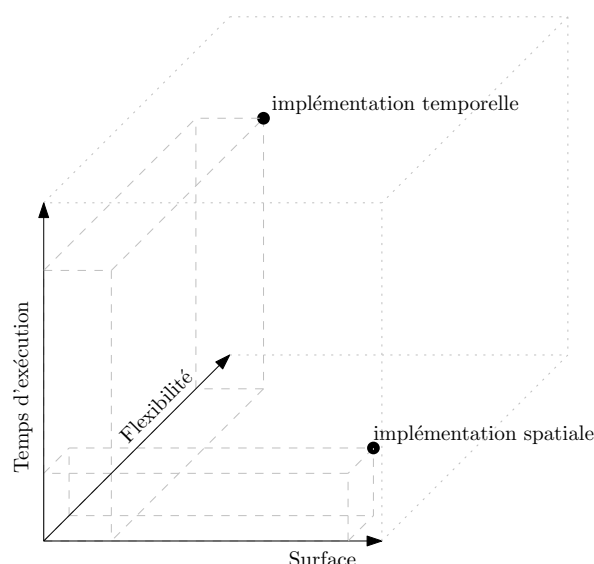 implémentation temporelle
Temps d'exécution
Flexibilité
implémentation spatiale
Surface